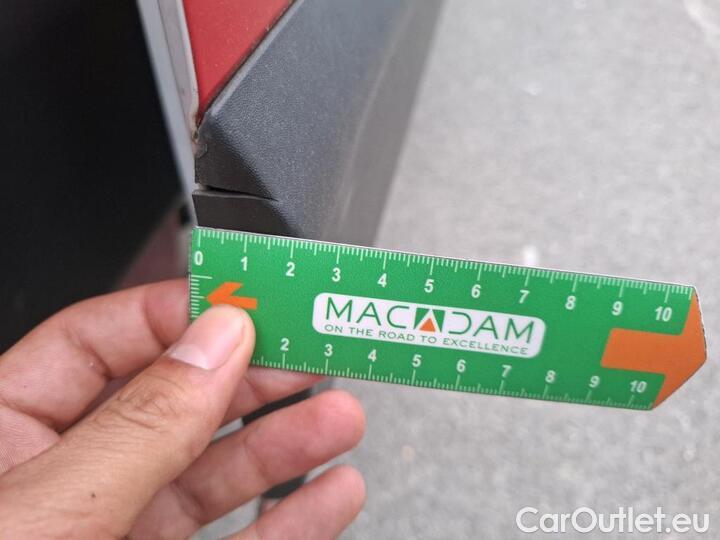 0 1 2 3 4 5 6 7 8 9 10
MACADAM
ON THE ROAD TO EXCELLENCE
2 3 4 5 6 7 8 9 10
CarOutlet.eu